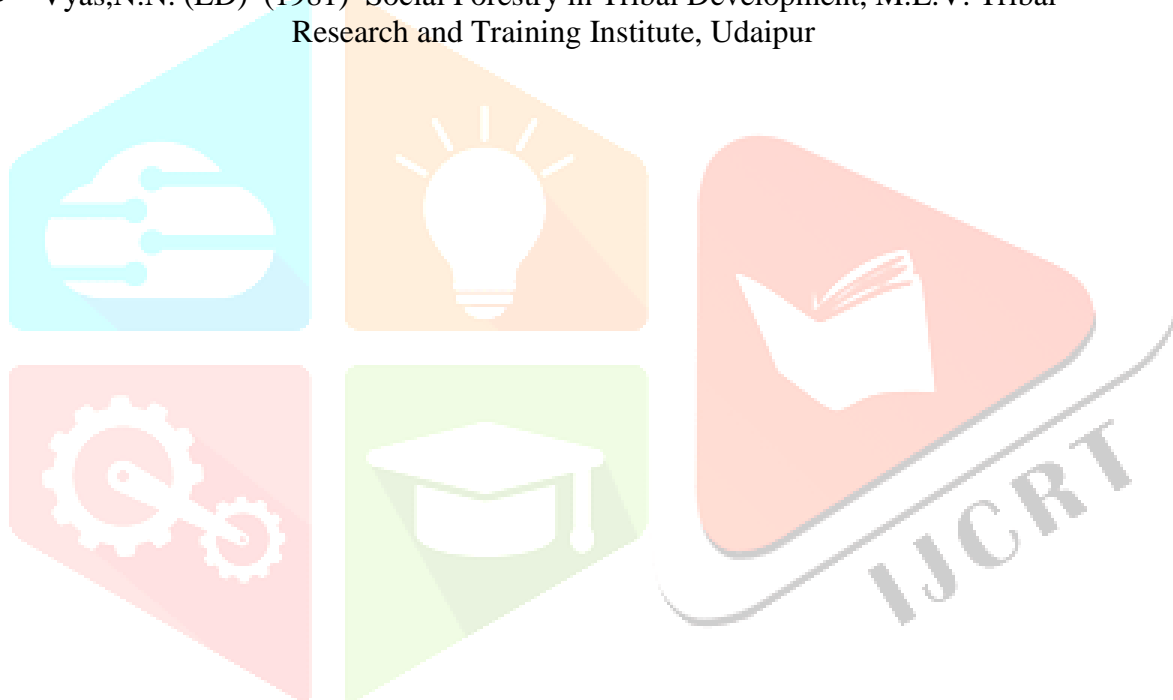 Vyas,N.N. (ED) (1981) Social Forestry in Tribal Development, M.L.V. Tribal
Research and Training Institute, Udaipur
IJCRT